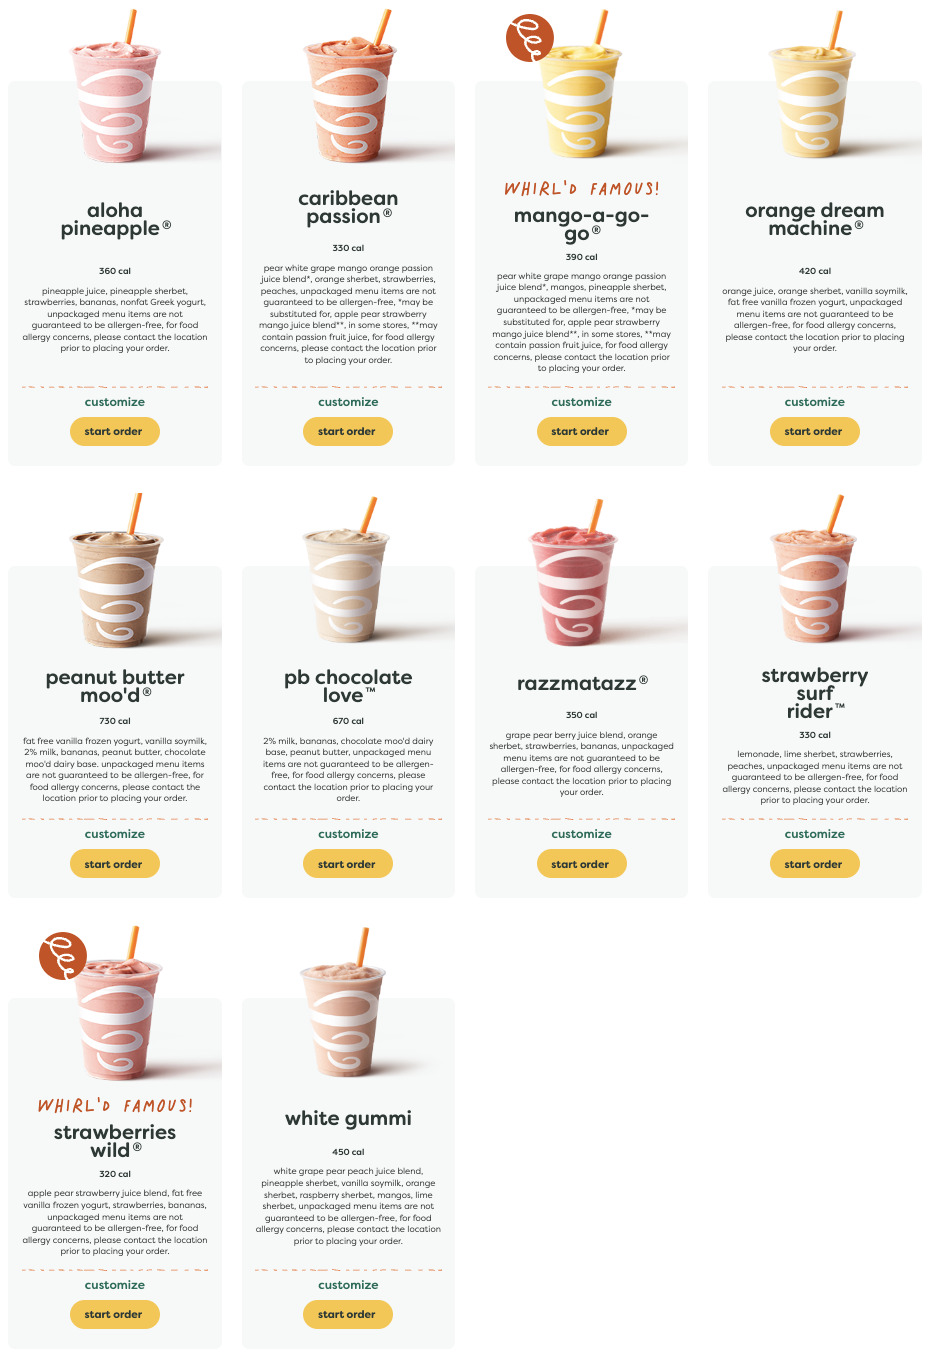 aloha
pineapple®
360 cal
pineapple juice, pineapple sherbet,
strawberries, bananas, nonfat Greek yogurt,
unpackaged menu items are not
guaranteed to be allergen-free, for food
allergy concerns, please contact the location
prior to placing your order.
customize
start order
caribbean
passion®
330 cal
pear white grape mango orange passion
juice blend*, orange sherbet, strawberries,
peaches, unpackaged menu items are not
guaranteed to be allergen-free, *may be
substituted for, apple pear strawberry
mango juice blend**, in some stores, **may
contain passion fruit juice, for food allergy
concerns, please contact the location prior
to placing your order.
customize
start order
WHIRL'D FAMOUS!
mango-a-go-
go®
390 cal
pear white grape mango orange passion
juice blend*, mangos, pineapple sherbet,
unpackaged menu items are not
guaranteed to be allergen-free, *may be
substituted for, apple pear strawberry
mango juice blend**, in some stores, **may
contain passion fruit juice, for food allergy
concerns, please contact the location prior
to placing your order.
customize
start order
orange dream
machine®
420 cal
orange juice, orange sherbet, vanilla soymilk,
fat free vanilla frozen yogurt, unpackaged
menu items are not guaranteed to be
allergen-free, for food allergy concerns,
please contact the location prior to placing
your order.
customize
start order
peanut butter
moo'd®
730 cal
fat free vanilla frozen yogurt, vanilla soymilk,
2% milk, bananas, peanut butter, chocolate
moo'd dairy base. unpackaged menu items
are not guaranteed to be allergen-free, for
food allergy concerns, please contact the
location prior to placing your order.
customize
start order
pb chocolate
love™
670 cal
2% milk, bananas, chocolate moo'd dairy
base, peanut butter, unpackaged menu
items are not guaranteed to be allergen-
free, for food allergy concerns, please
contact the location prior to placing your
order.
customize
start order
razzmatazz®
350 cal
grape pear berry juice blend, orange
sherbet, strawberries, bananas, unpackaged
menu items are not guaranteed to be
allergen-free, for food allergy concerns,
please contact the location prior to placing
your order.
customize
start order
strawberry
surf
rider™
330 cal
lemonade, lime sherbet, strawberries,
peaches, unpackaged menu items are not
guaranteed to be allergen-free, for food
allergy concerns, please contact the location
prior to placing your order.
customize
start order
WHIRL'D FAMOUS!
strawberries
wild®
320 cal
apple pear strawberry juice blend, fat free
vanilla frozen yogurt, strawberries, bananas,
unpackaged menu items are not
guaranteed to be allergen-free, for food
allergy concerns, please contact the location
prior to placing your order.
customize
start order
white gummi
450 cal
white grape pear peach juice blend,
pineapple sherbet, vanilla soymilk, orange
sherbet, raspberry sherbet, mangos, lime
sherbet, unpackaged menu items are not
guaranteed to be allergen-free, for food
allergy concerns, please contact the location
prior to placing your order.
customize
start order